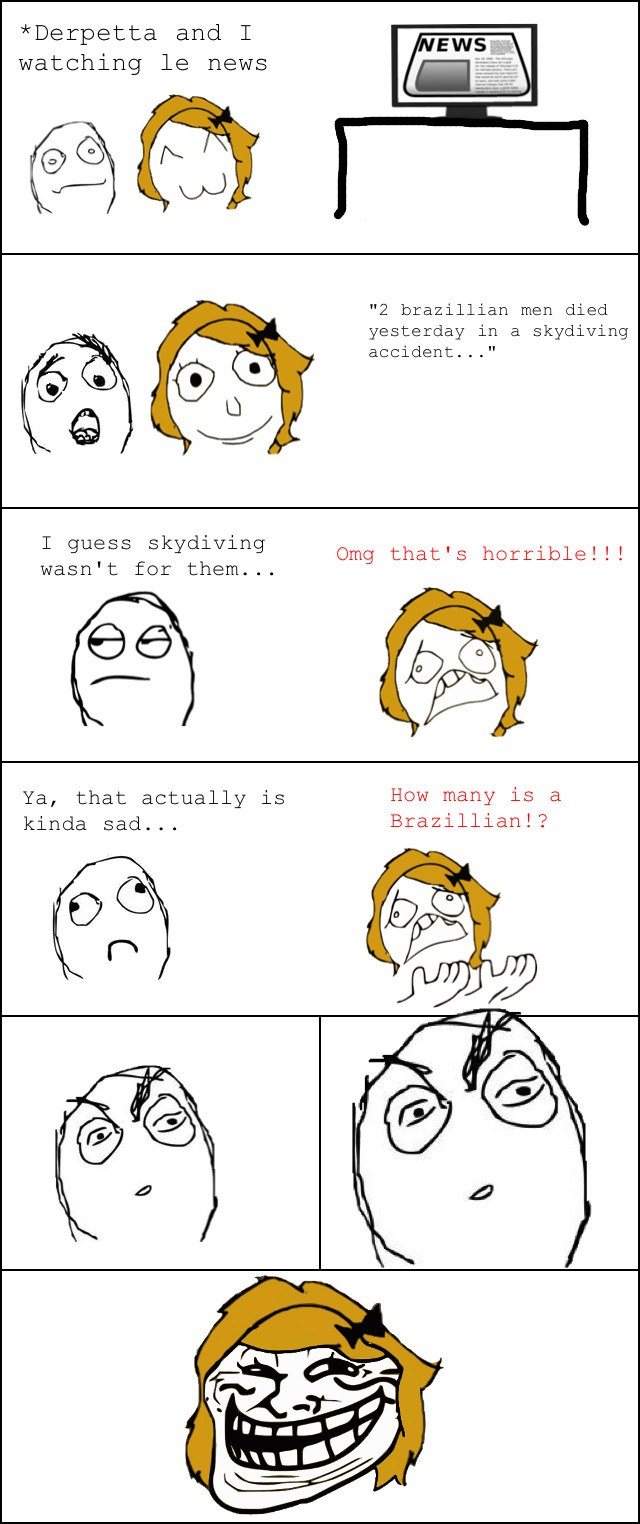 *Derpetta and I
watching le news
NEWS
"2 brazillian men died
yesterday in a skydiving
accident..."
I guess skydiving
wasn't for them...
Omg that's horrible!!!
Ya, that actually is
kinda sad...
How many is a
Brazillian!?